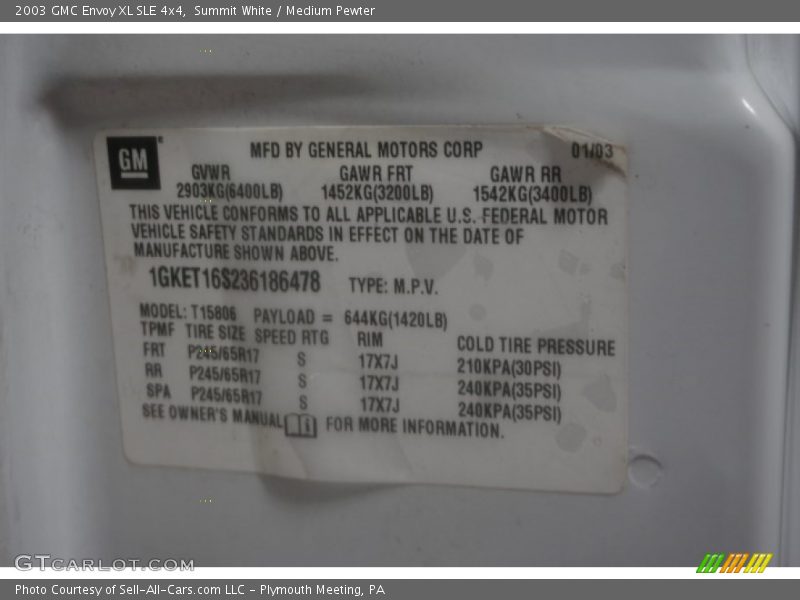 2003 GMC Envoy XL SLE 4x4, Summit White / Medium Pewter
GM
MFD BY GENERAL MOTORS CORP 01/03
GVWR GAWR FRT GAWR RR
2903KG(6400LB) 1452KG(3200LB) 1542KG(3400LB)
THIS VEHICLE CONFORMS TO ALL APPLICABLE U.S. FEDERAL MOTOR
VEHICLE SAFETY STANDARDS IN EFFECT ON THE DATE OF
MANUFACTURE SHOWN ABOVE.
1GKET16S236186478 TYPE: M.P.V.
MODEL: T15806 PAYLOAD = 644KG(1420LB)
TPMF TIRE SIZE SPEED RTG RIM COLD TIRE PRESSURE
FRT P245/65R17 S 17X7J 210KPA(30PSI)
RR P245/65R17 S 17X7J 240KPA(35PSI)
SPA P245/65R17 S 17X7J 240KPA(35PSI)
SEE OWNER'S MANUAL i FOR MORE INFORMATION.
GTCARLOT.COM
Photo Courtesy of Sell-All-Cars.com LLC - Plymouth Meeting, PA